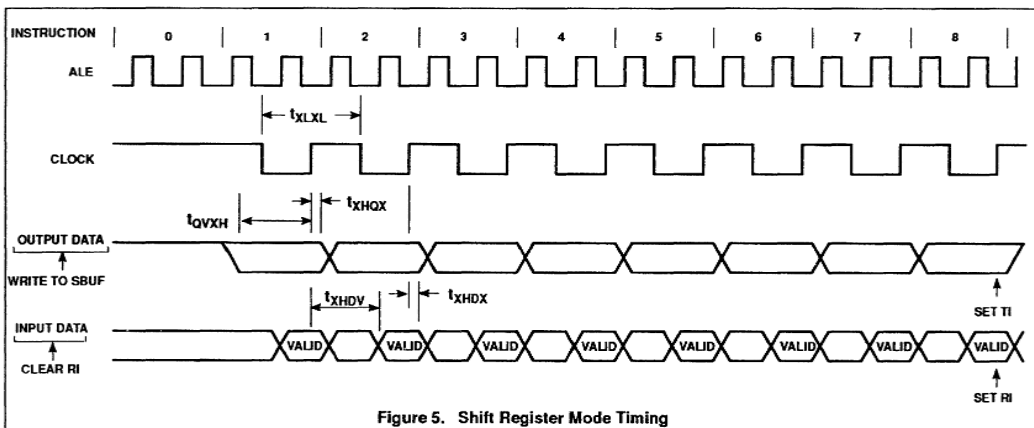 INSTRUCTION | 0 | 1 | 2 | 3 | 4 | 5 | 6 | 7 | 8 |
ALE
tXLXL
CLOCK
tQVXH
tXHQX
OUTPUT DATA
WRITE TO SBUF
tXHDV
tXHDX
SET TI
INPUT DATA
VALID VALID VALID VALID VALID VALID VALID VALID
CLEAR RI
SET RI
Figure 5. Shift Register Mode Timing